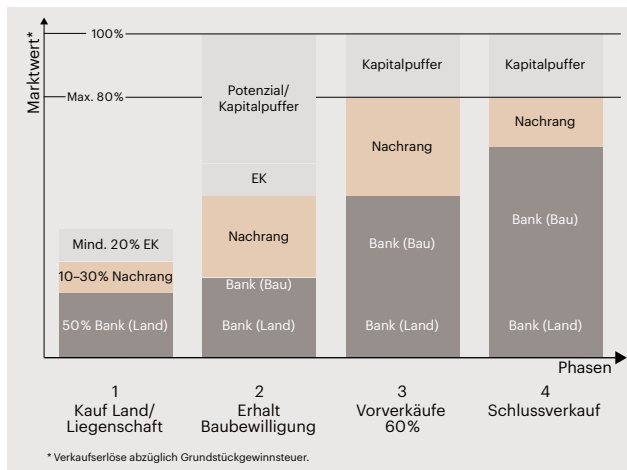 Marktwert*
100%
Max. 80%
Mind. 20% EK
10–30% Nachrang
50% Bank (Land)
Potenzial/
Kapitalpuffer
EK
Nachrang
Bank (Bau)
Bank (Land)
Kapitalpuffer
Nachrang
Bank (Bau)
Bank (Land)
Kapitalpuffer
Nachrang
Bank (Bau)
Bank (Land)
Phasen
1
Kauf Land/
Liegenschaft
2
Erhalt
Baubewilligung
3
Vorverkäufe
60%
4
Schlussverkauf
* Verkaufserlöse abzüglich Grundstückgewinnsteuer.